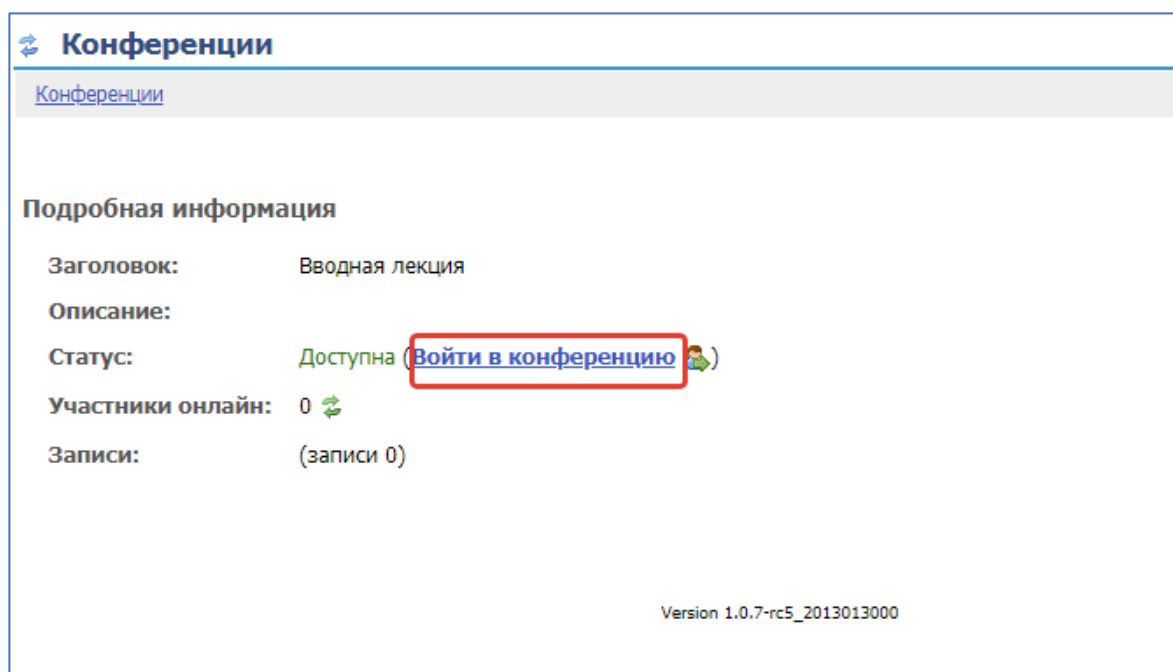 Конференции
Конференции
Подробная информация
Заголовок: Вводная лекция
Описание:
Статус: Доступна (Войти в конференцию )
Участники онлайн: 0
Записи: (записи 0)
Version 1.0.7-rc5_2013013000